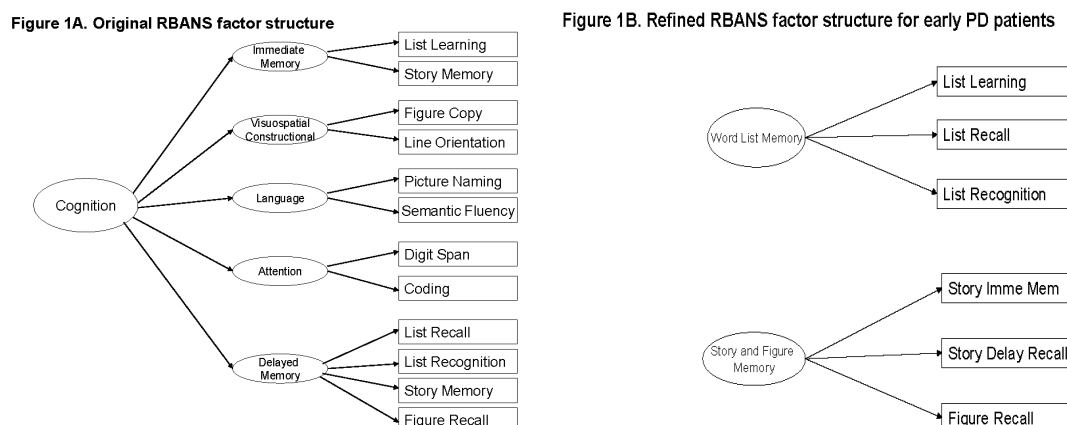 Figure 1A. Original RBANS factor structure
Cognition
Immediate
Memory
List Learning
Story Memory
Visuospatial
Constructional
Figure Copy
Line Orientation
Language
Picture Naming
Semantic Fluency
Attention
Digit Span
Coding
Delayed
Memory
List Recall
List Recognition
Story Memory
Figure Recall
Figure 1B. Refined RBANS factor structure for early PD patients
Word List Memory
List Learning
List Recall
List Recognition
Story and Figure
Memory
Story Imme Mem
Story Delay Recall
Figure Recall